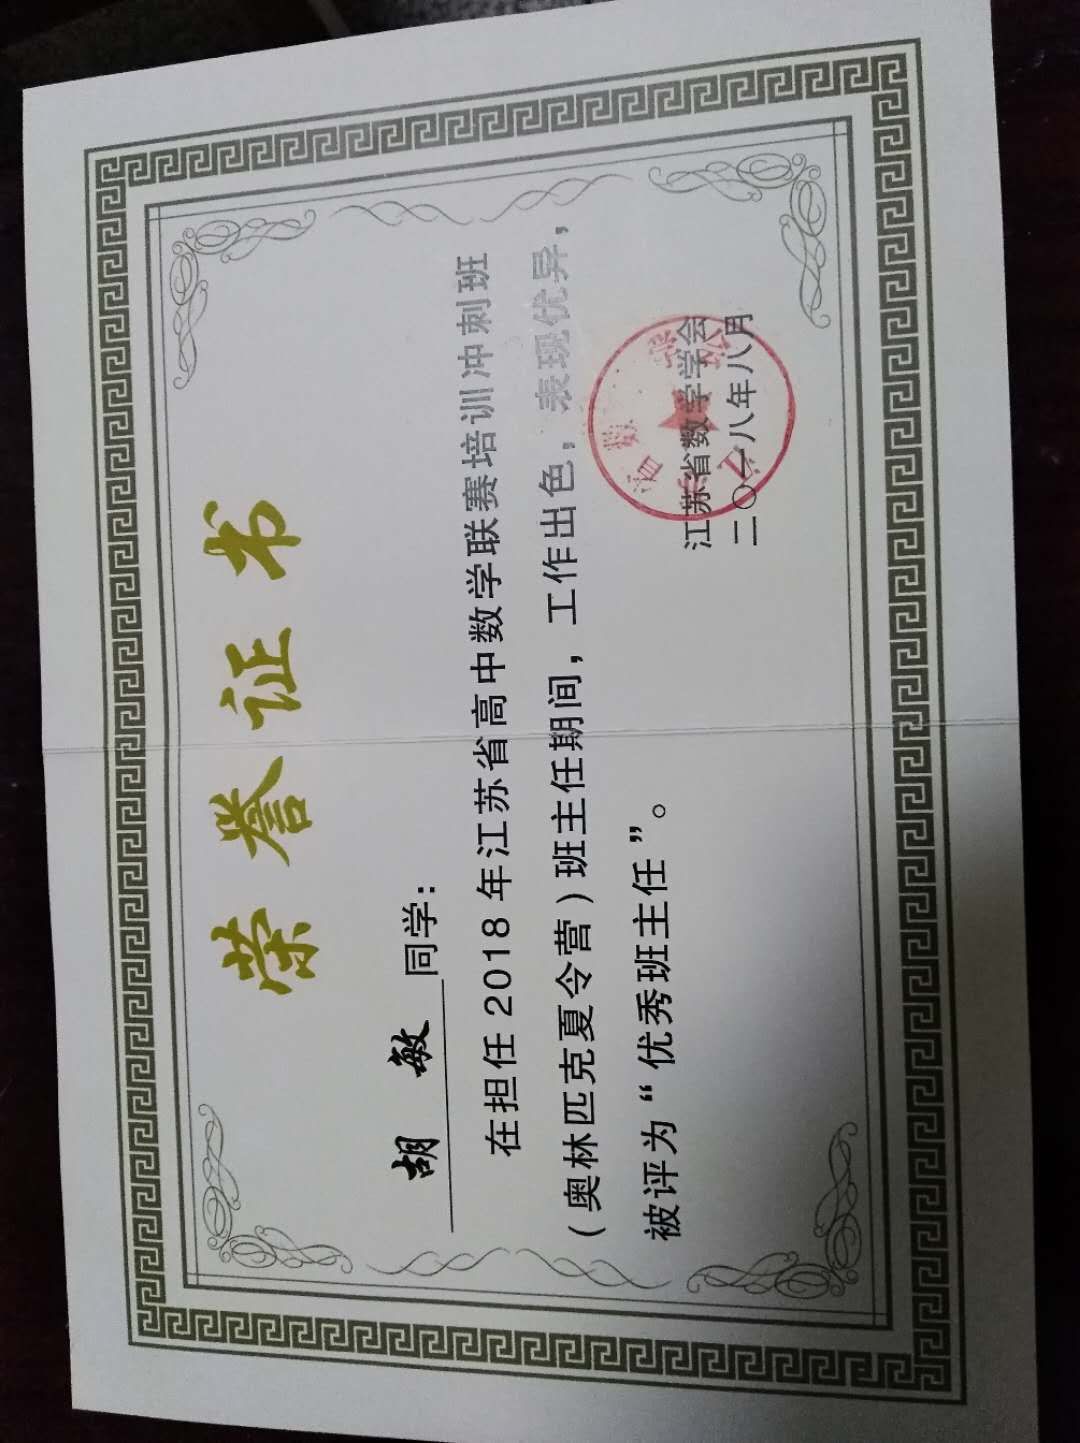 荣誉证书
胡敏同学：
在担任2018年江苏省高中数学联赛培训冲刺班
（奥林匹克夏令营）班主任期间，工作出色，表现优异，
被评为“优秀班主任”。
江苏省数学学会
二〇一八年八月